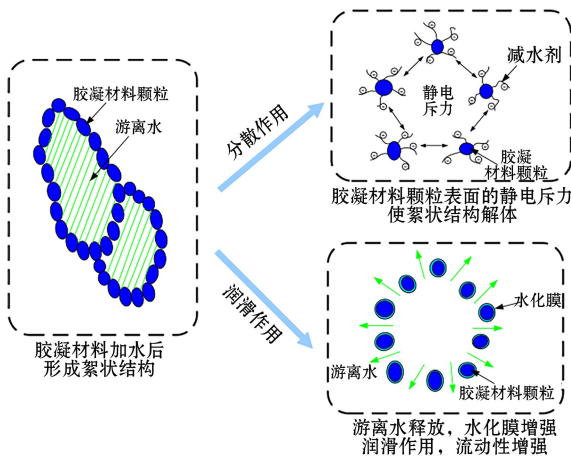 胶凝材料颗粒
游离水
胶凝材料加水后
形成絮状结构
分散作用
润滑作用
减水剂
静电
斥力
胶凝
材料颗粒
胶凝材料颗粒表面的静电斥力
使絮状结构解体
水化膜
游离水
胶凝材料颗粒
游离水释放，水化膜增强
润滑作用，流动性增强